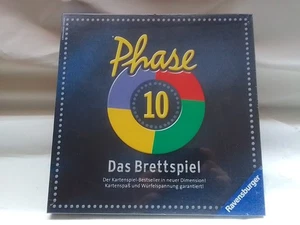 Phase
10
Das Brettspiel
Der Kartenspiel-Bestseller in neuer Dimension!
Kartenspaß und Würfelspannung garantiert!
Ravensburger